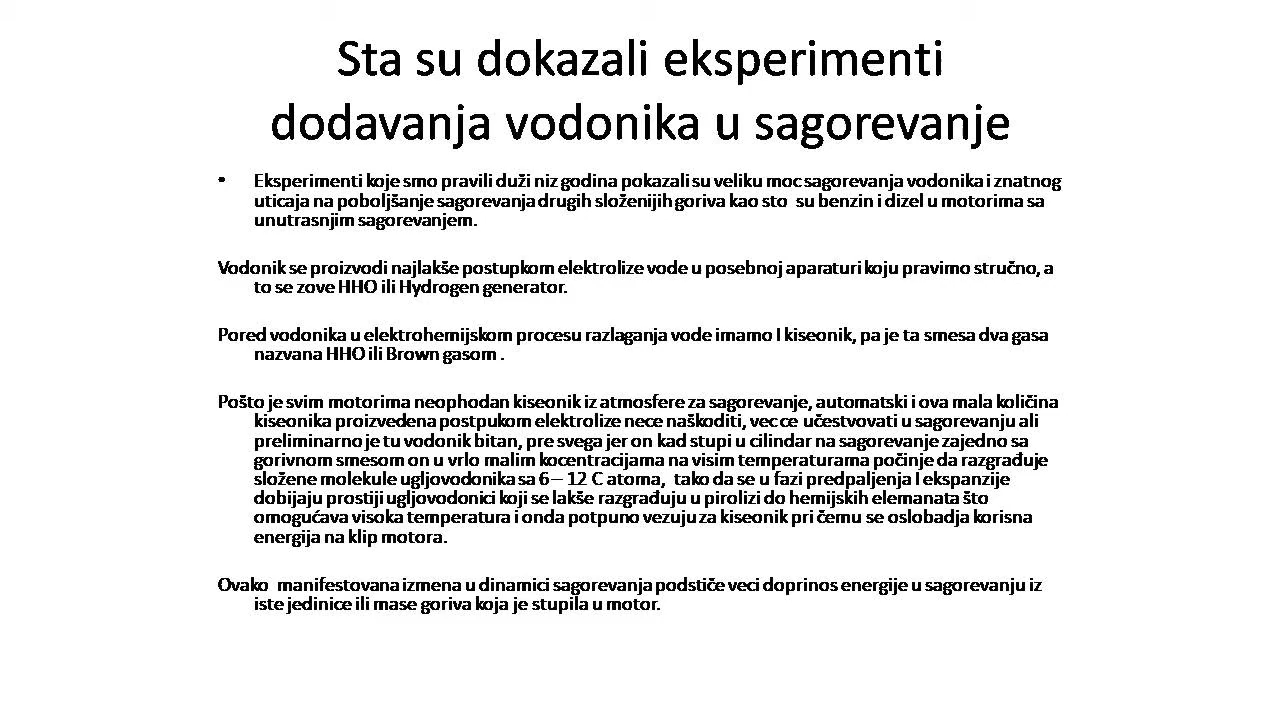 Sta su dokazali eksperimenti
dodavanja vodonika u sagorevanje
• Eksperimenti koje smo pravili duži niz godina pokazali su veliku moc sagorevanja vodonika i znatnog
uticaja na poboljšanje sagorevanja drugih složenijih goriva kao sto su benzin i dizel u motorima sa
unutrasnjim sagorevanjem.
Vodonik se proizvodi najlakše postupkom elektrolize vode u posebnoj aparaturi koju pravimo stručno, a
to se zove HHO ili Hydrogen generator.
Pored vodonika u elektrohemijskom procesu razlaganja vode imamo I kiseonik, pa je ta smesa dva gasa
nazvana HHO ili Brown gasom .
Pošto je svim motorima neophodan kiseonik iz atmosfere za sagorevanje, automatski i ova mala količina
kiseonika proizvedena postpukom elektrolize nece naškoditi, vec ce učestvovati u sagorevanju ali
preliminarno je tu vodonik bitan, pre svega jer on kad stupi u cilindar na sagorevanje zajedno sa
gorivnom smesom on u vrlo malim kocentracijama na visim temperaturama počinje da razgrađuje
složene molekule ugljovodonika sa 6 – 12 C atoma, tako da se u fazi predpaljenja I ekspanzije
dobijaju prostiji ugljovodonici koji se lakše razgrađuju u pirolizi do hemijskih elemanata što
omogućava visoka temperatura i onda potpuno vezuju za kiseonik pri čemu se oslobadja korisna
energija na klip motora.
Ovako manifestovana izmena u dinamici sagorevanja podstiče veci doprinos energije u sagorevanju iz
iste jedinice ili mase goriva koja je stupila u motor.